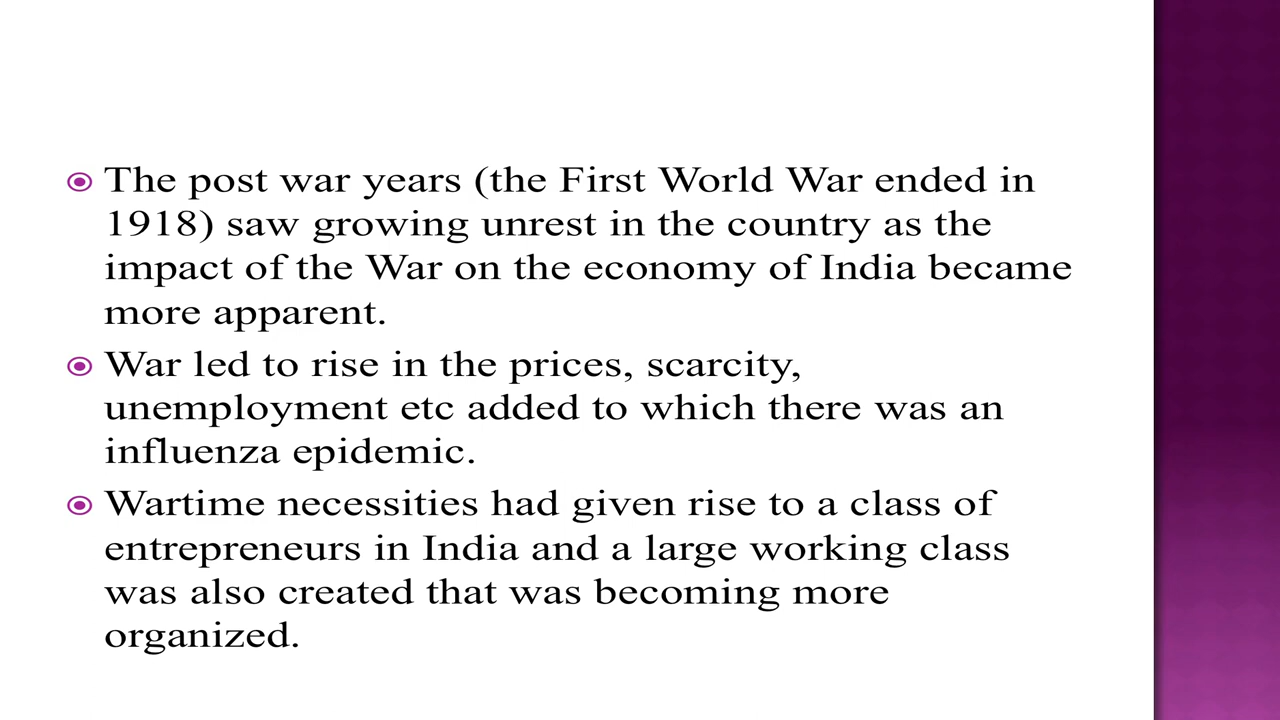 The post war years (the First World War ended in
1918) saw growing unrest in the country as the
impact of the War on the economy of India became
more apparent.
War led to rise in the prices, scarcity,
unemployment etc added to which there was an
influenza epidemic.
Wartime necessities had given rise to a class of
entrepreneurs in India and a large working class
was also created that was becoming more
organized.